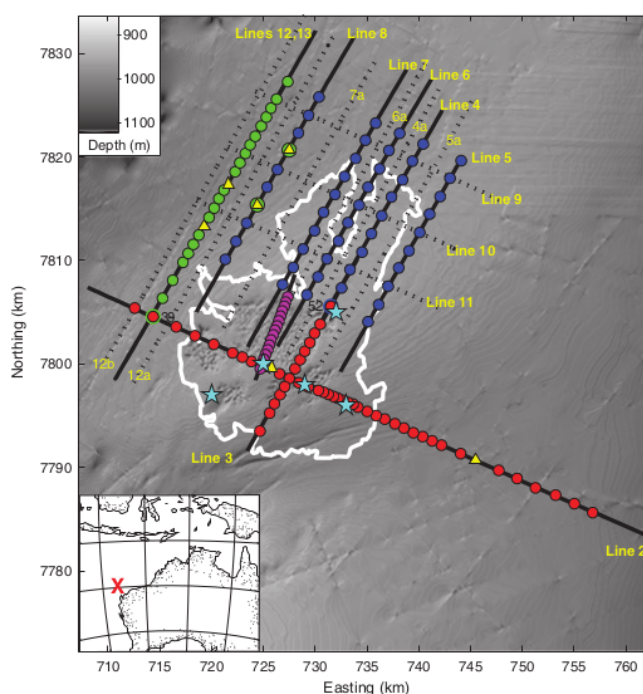 7830
7820
7810
7800
7790
7780
Northing (km)
710 715 720 725 730 735 740 745 750 755 760
Easting (km)
900
1000
1100
Depth (m)
Lines 12,13
Line 8
7a
Line 7
Line 6
6a
4a
Line 4
5a
Line 5
Line 9
Line 10
Line 11
39
52
12b
12a
Line 3
Line 2
X